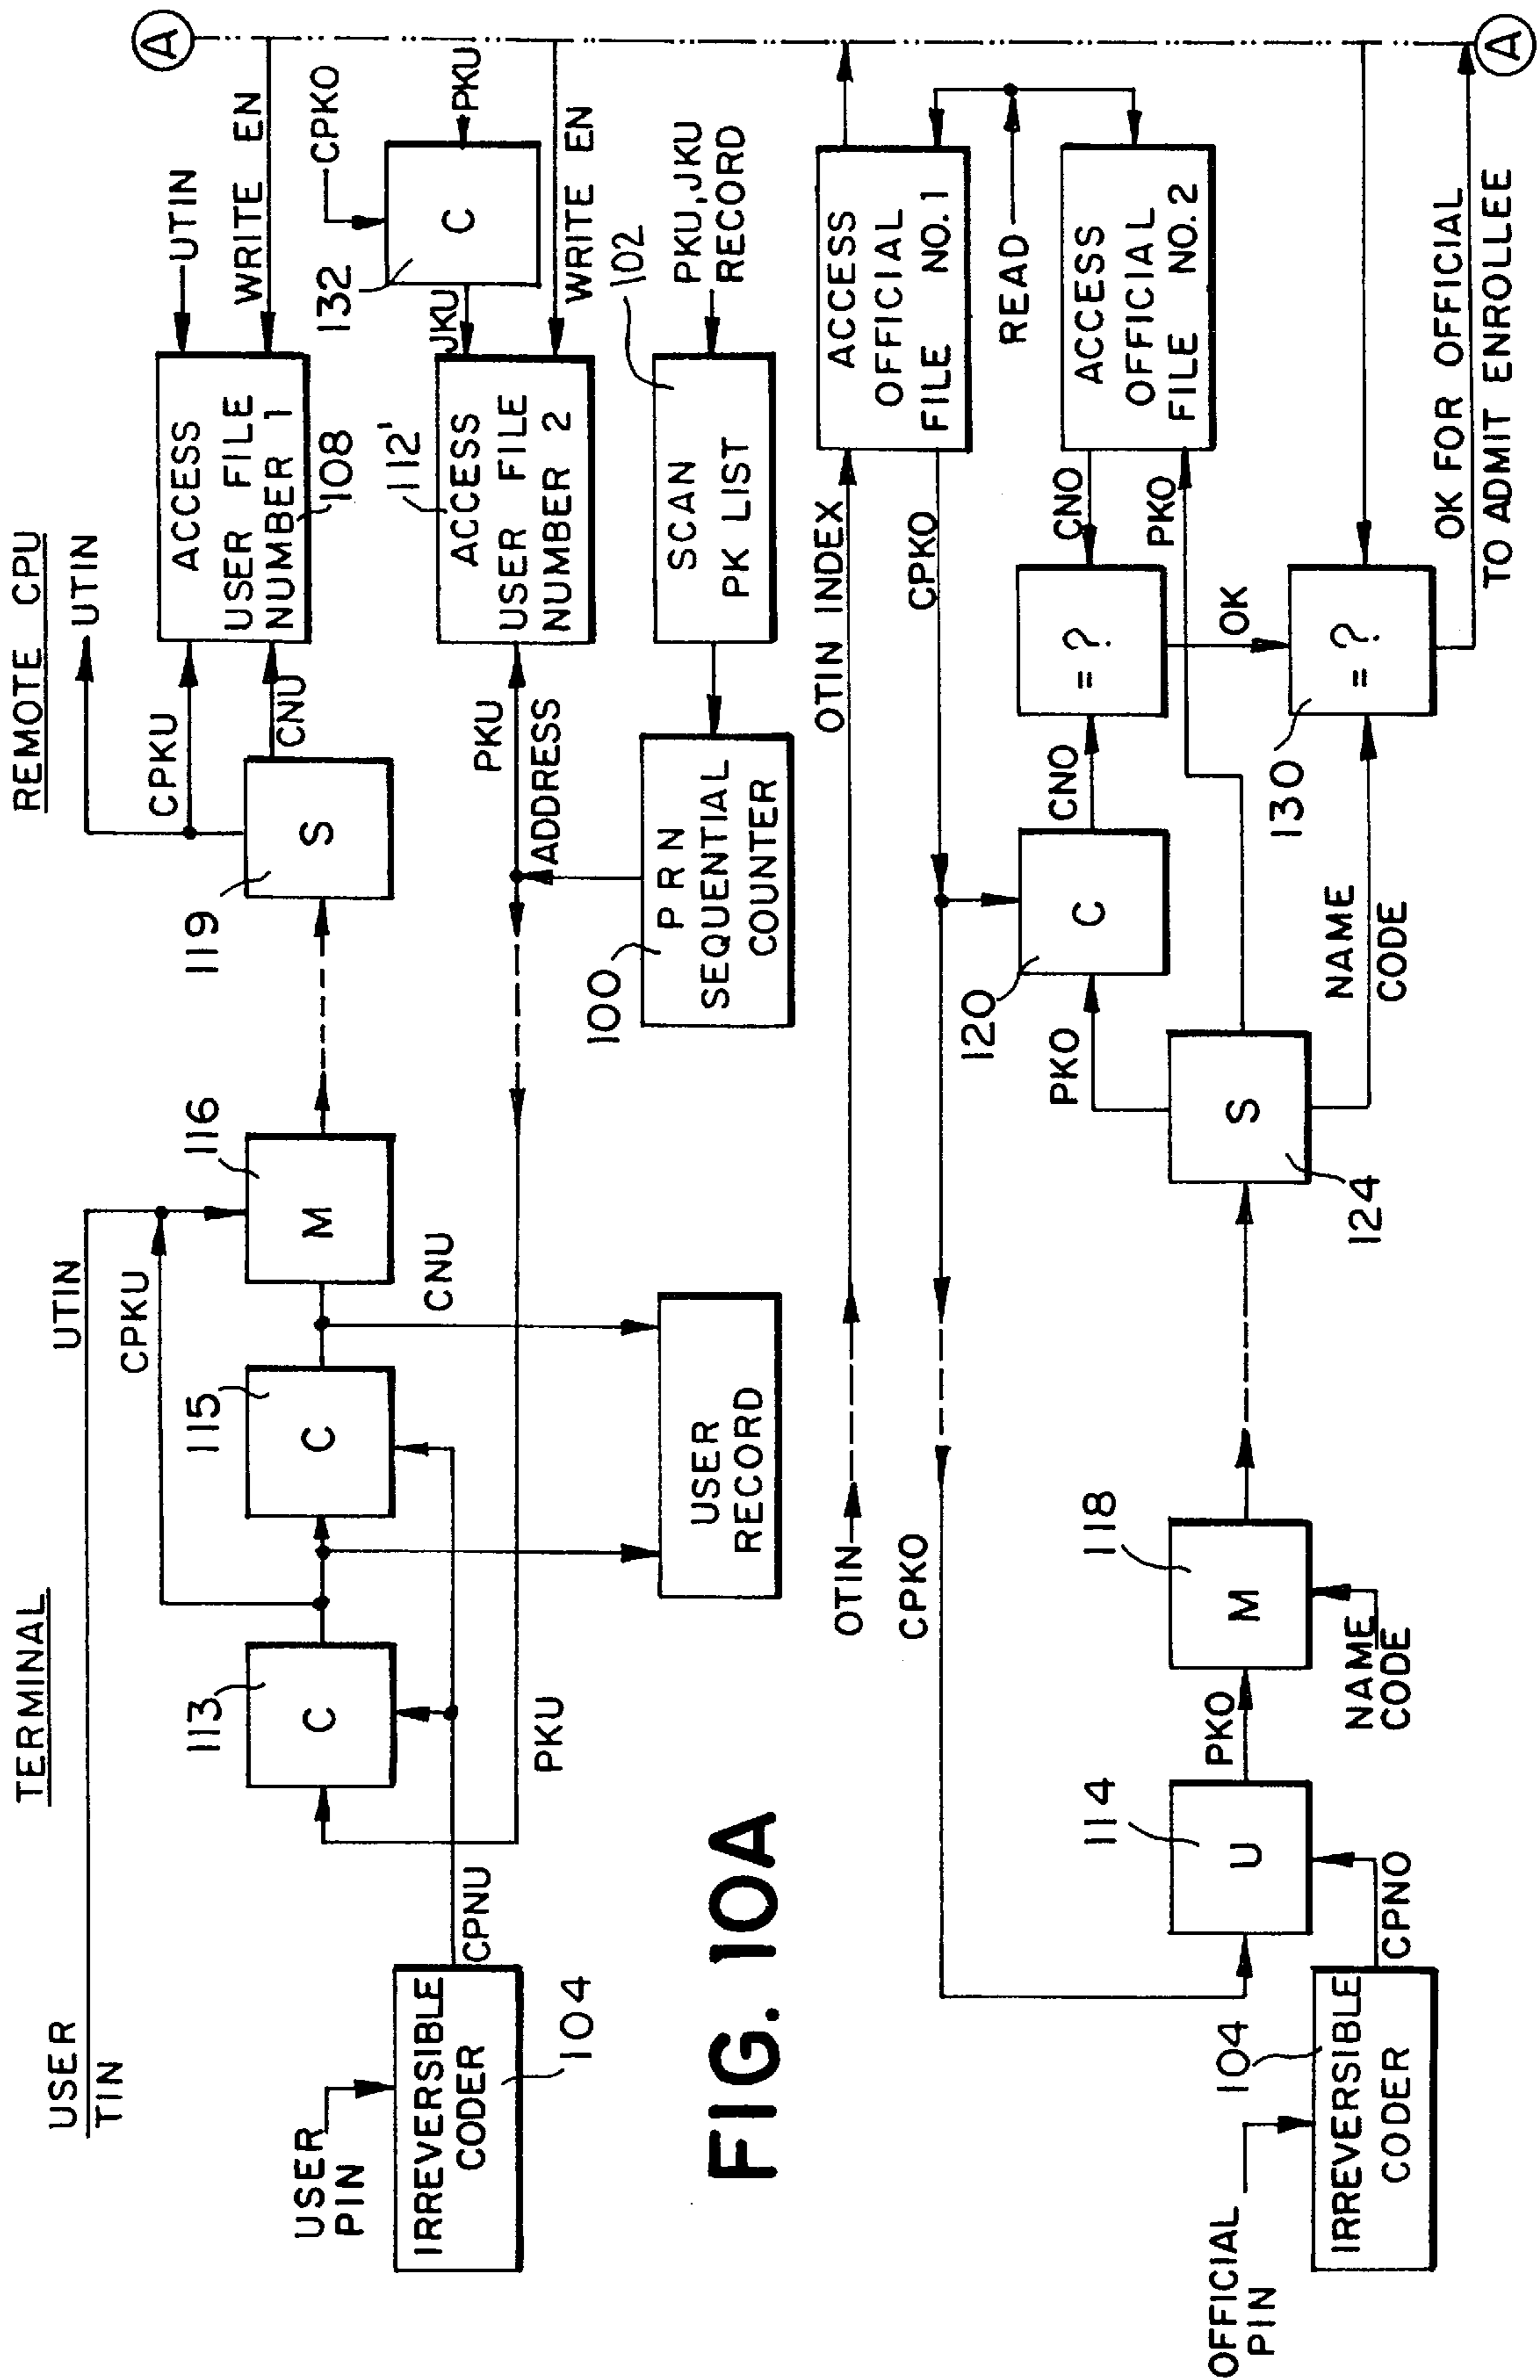 TERMINAL
REMOTE CPU
USER
TIN
UTIN
UTIN
CPKU
CPKU
UTIN
A
USER
PIN
113
C
115
C
116
M
119
S
CNU
ACCESS
USER FILE
NUMBER 1
108
WRITE EN
IRREVERSIBLE
CODER
104
CPNU
CNU
132
C
CPKO
PKU
JKU
PKU
PKU
ADDRESS
112'
ACCESS
USER FILE
NUMBER 2
WRITE EN
USER
RECORD
100
PRN
SEQUENTIAL
COUNTER
SCAN
PK LIST
102
PKU, JKU
RECORD
FIG. 10A
OTIN
OTIN INDEX
ACCESS
OFFICIAL
FILE NO. 1
CPKO
CPKO
READ
120
C
CNO
= ?
CNO
ACCESS
OFFICIAL
FILE NO. 2
PKO
PKO
OFFICIAL
PIN
IRREVERSIBLE
CODER
104
CPNO
114
U
PKO
118
M
NAME
CODE
124
S
NAME
CODE
OK
130
= ?
OK FOR OFFICIAL
TO ADMIT ENROLLEE
A